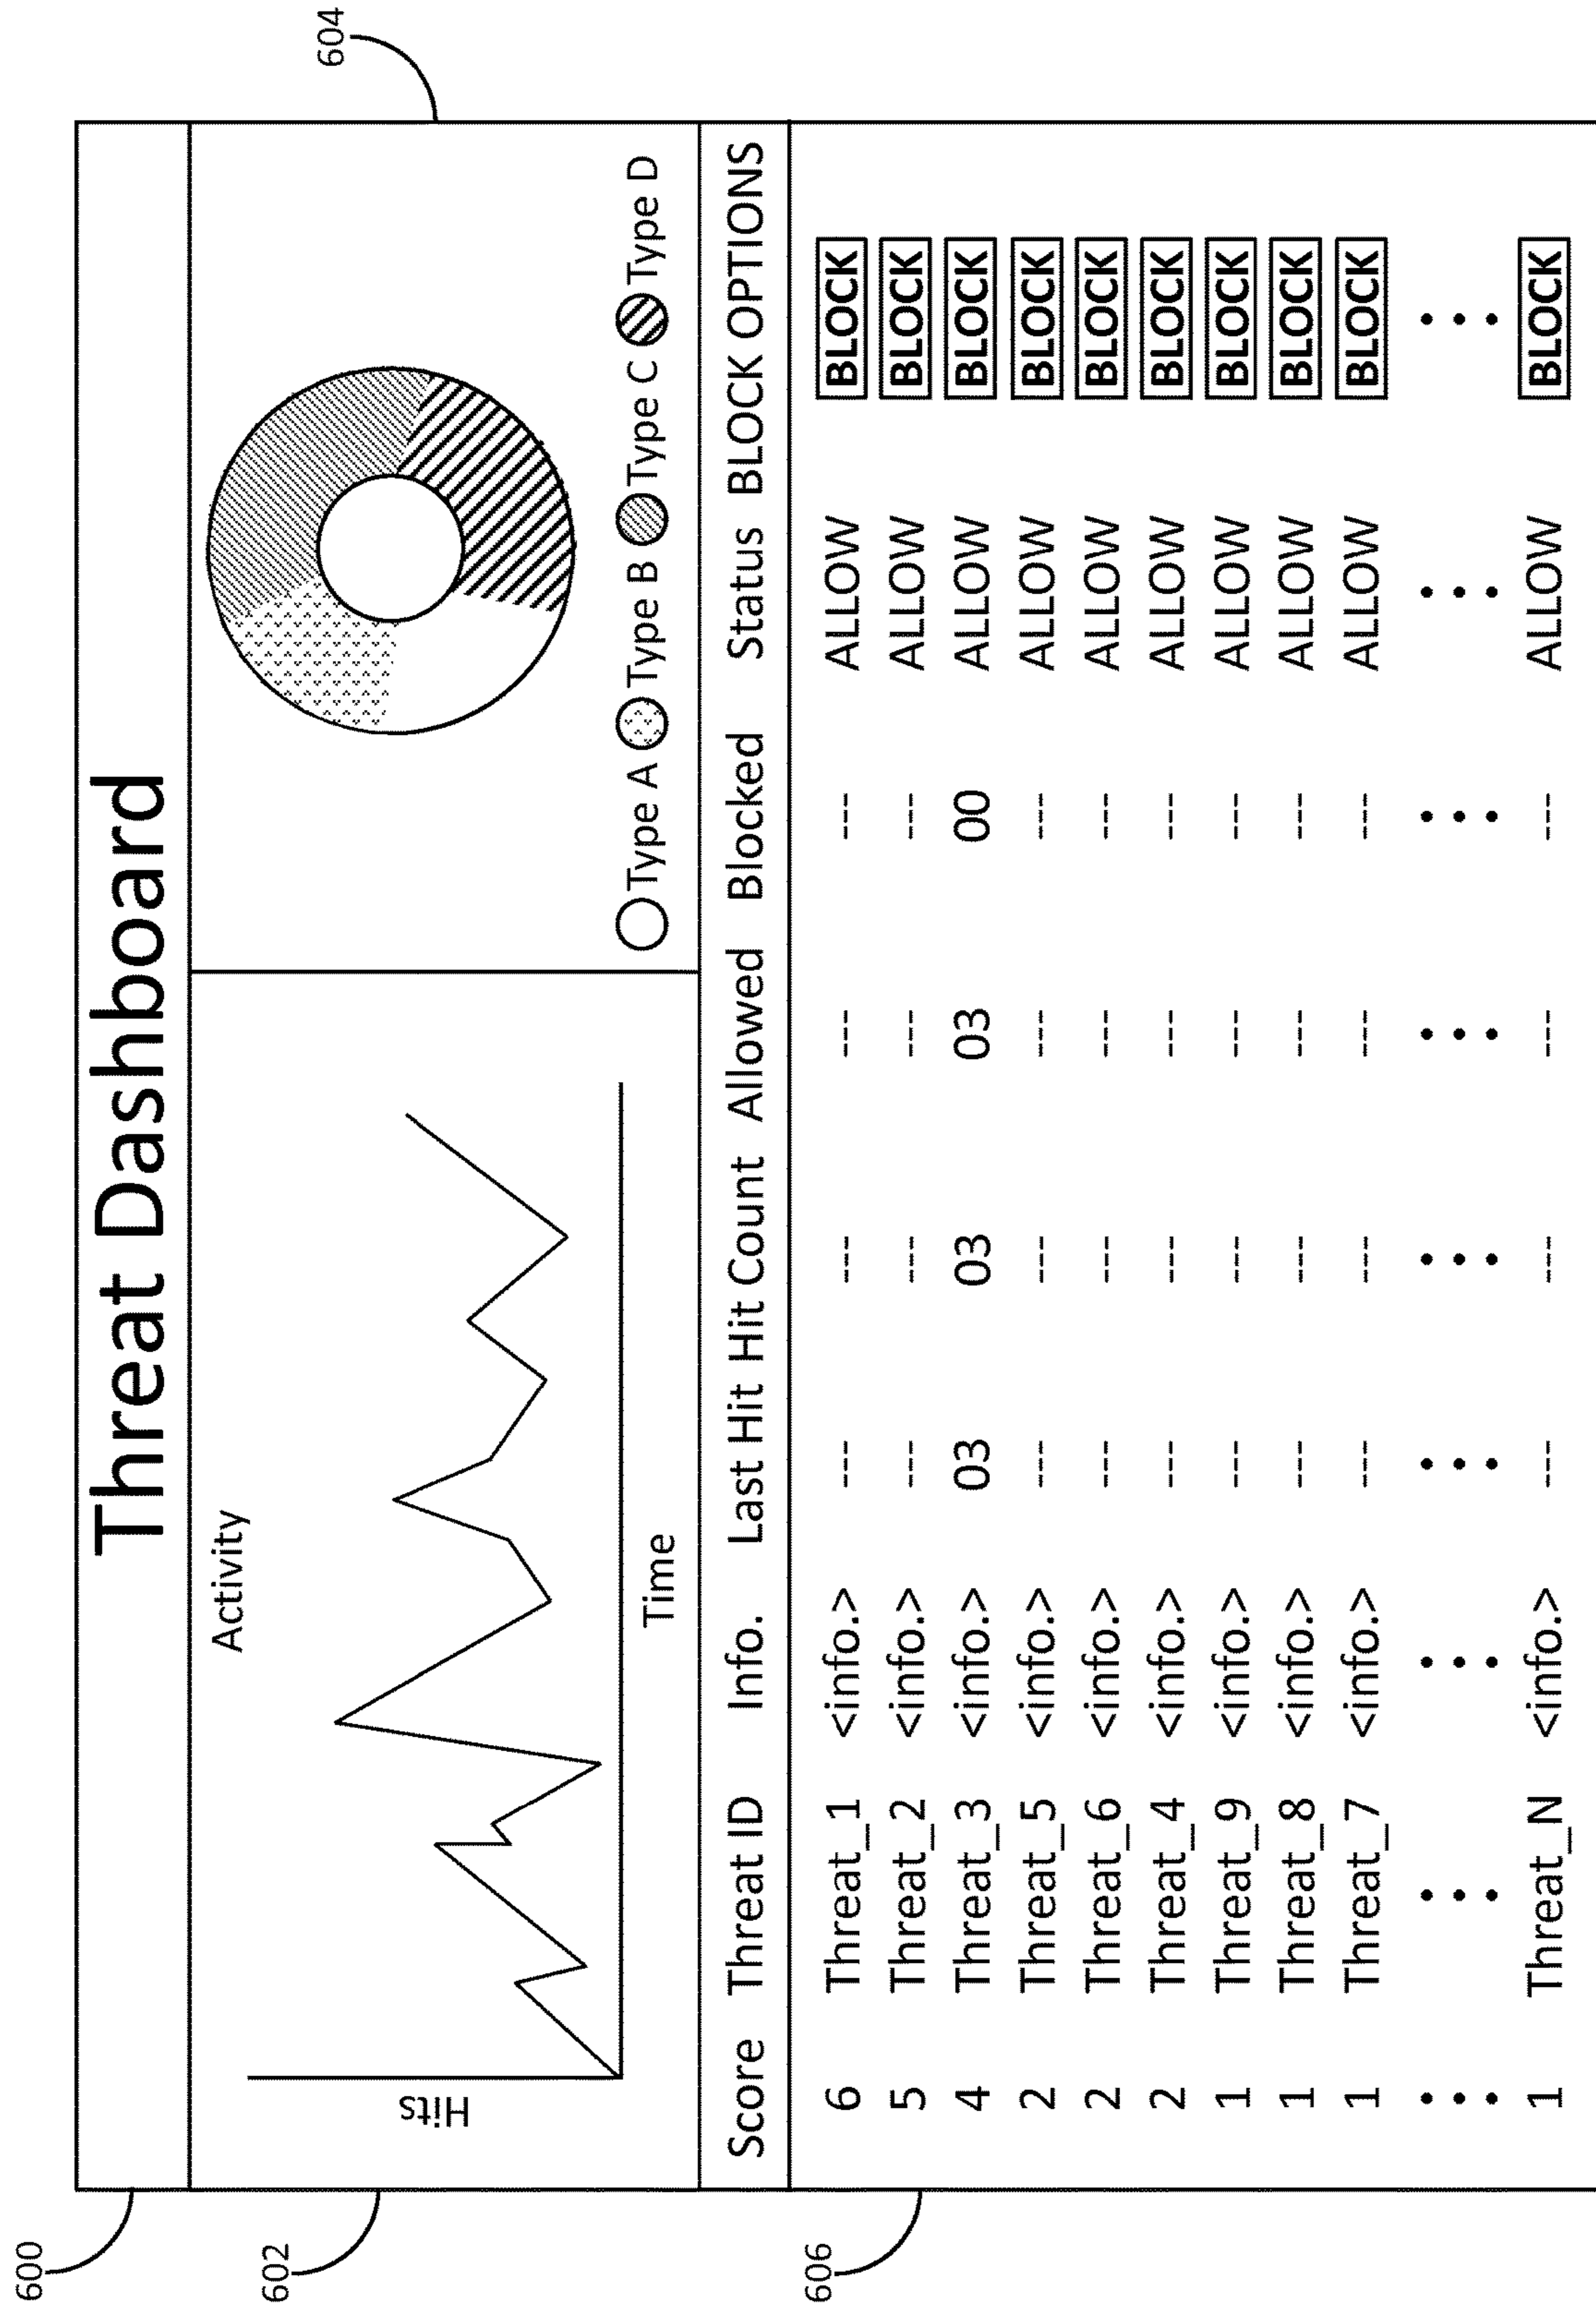 600
Threat Dashboard
602
Activity
Hits
Time
604
Type A Type B Type C Type D
606
Score Threat ID Info. Last Hit Hit Count Allowed Blocked Status BLOCK OPTIONS
6 Threat_1 <info.> --- --- --- --- ALLOW BLOCK
5 Threat_2 <info.> --- --- --- --- ALLOW BLOCK
4 Threat_3 <info.> 03 03 03 00 ALLOW BLOCK
2 Threat_5 <info.> --- --- --- --- ALLOW BLOCK
2 Threat_6 <info.> --- --- --- --- ALLOW BLOCK
2 Threat_4 <info.> --- --- --- --- ALLOW BLOCK
1 Threat_9 <info.> --- --- --- --- ALLOW BLOCK
1 Threat_8 <info.> --- --- --- --- ALLOW BLOCK
1 Threat_7 <info.> --- --- --- --- ALLOW BLOCK
1 Threat_N <info.> --- --- --- --- ALLOW BLOCK